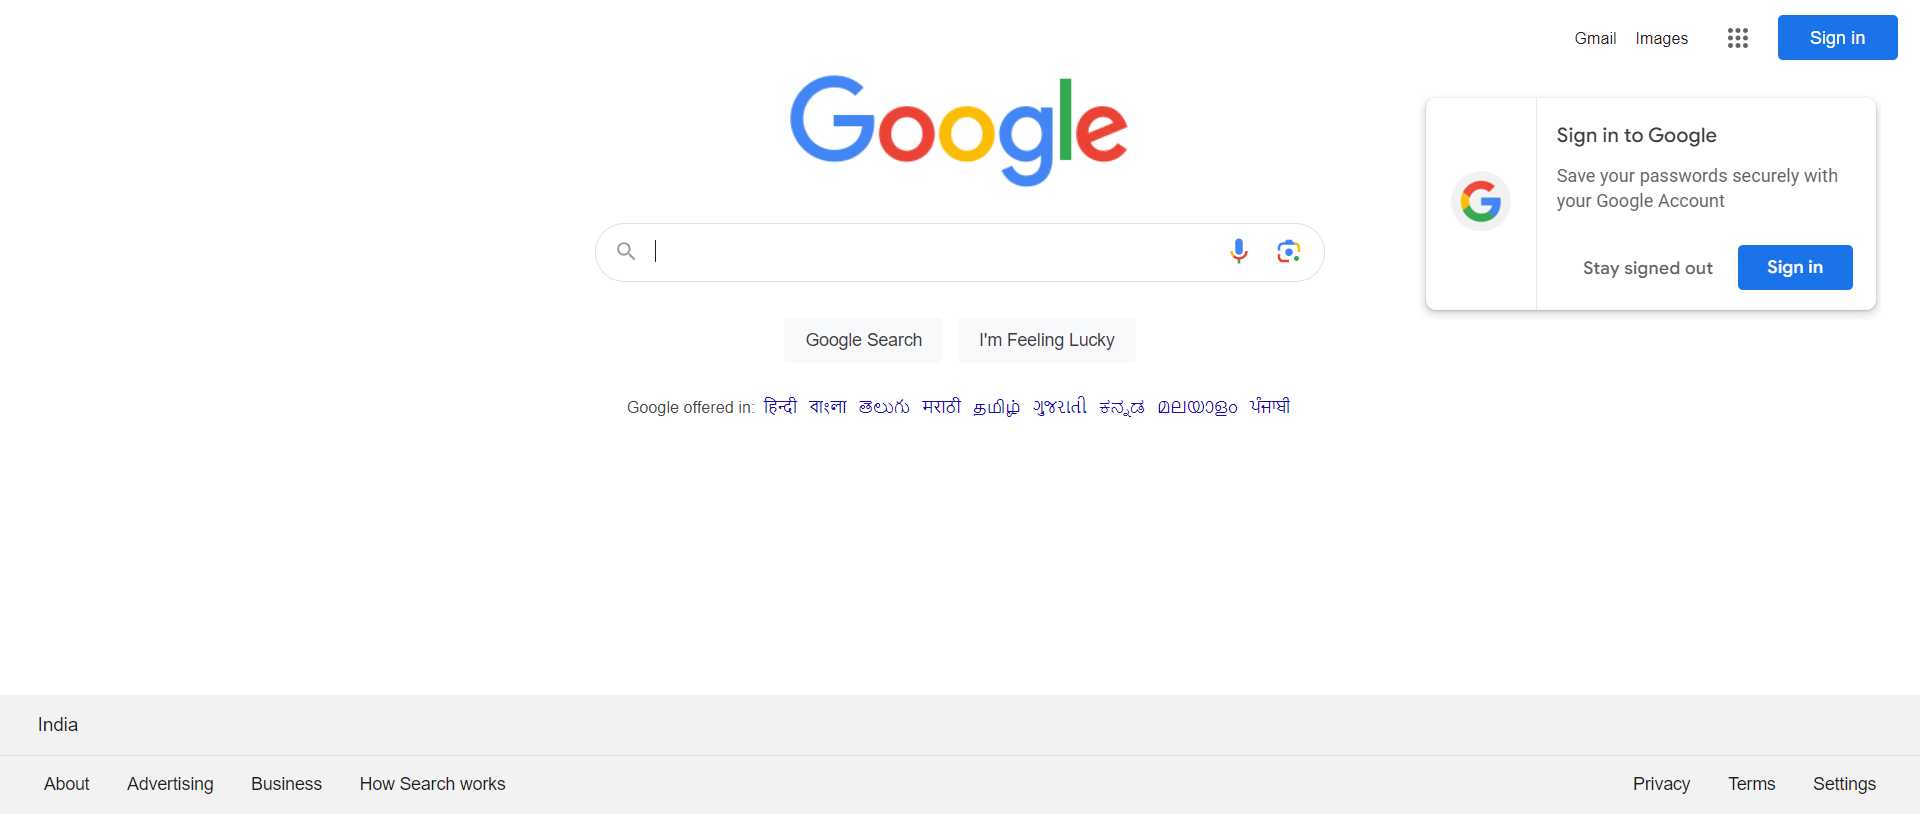 Gmail Images Sign in
Google
Sign in to Google
Save your passwords securely with
your Google Account
Stay signed out Sign in
Google Search I'm Feeling Lucky
Google offered in: हिन्दी বাংলা తెలుగు मराठी தமிழ் ગુજરાતી ಕನ್ನಡ മലയാളം ਪੰਜਾਬੀ
India
About Advertising Business How Search works Privacy Terms Settings